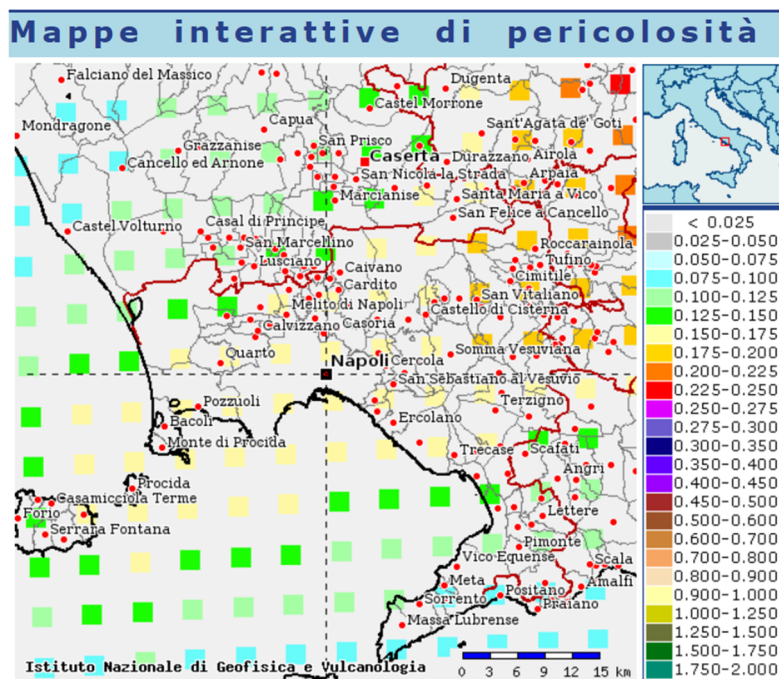 Mappe interattive di pericolosità
Falciano del Massico
Dugenta
Castel Morrone
Mondragone
Capua
Sant'Agata de' Goti
Grazzanise
San Prisco
Cancello ed Arnone
Caserta
Durazzano
Airola
San Nicola la Strada
Arpaia
Marcianise
Santa Maria a Vico
San Felice a Cancello
Castel Volturno
Casal di Principe
San Marcellino
Roccarainola
Lusciano
Caivano
Tufino
Cimitile
Cardito
San Vitaliano
Melito di Napoli
Castello di Cisterna
Calvizzano
Casoria
Quarto
Napoli
Cercola
Somma Vesuviana
San Sebastiano al Vesuvio
Pozzuoli
Terzigno
Bacoli
Ercolano
Monte di Procida
Trecase
Scafati
Angri
Procida
Casamicciola Terme
Forio
Lettere
Serrara Fontana
Pimonte
Vico Equense
Scala
Meta
Amalfi
Sorrento
Positano
Praiano
Massa Lubrense
Istituto Nazionale di Geofisica e Vulcanologia
0 3 6 9 12 15 km
< 0.025
0.025-0.050
0.050-0.075
0.075-0.100
0.100-0.125
0.125-0.150
0.150-0.175
0.175-0.200
0.200-0.225
0.225-0.250
0.250-0.275
0.275-0.300
0.300-0.350
0.350-0.400
0.400-0.450
0.450-0.500
0.500-0.600
0.600-0.700
0.700-0.800
0.800-0.900
0.900-1.000
1.000-1.250
1.250-1.500
1.500-1.750
1.750-2.000